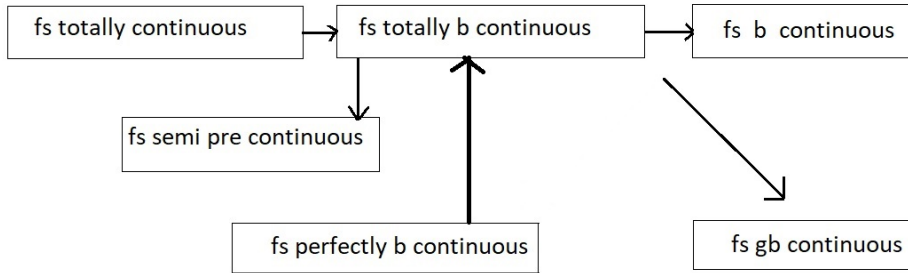 fs totally continuous
fs totally b continuous
fs b continuous
fs semi pre continuous
fs perfectly b continuous
fs gb continuous